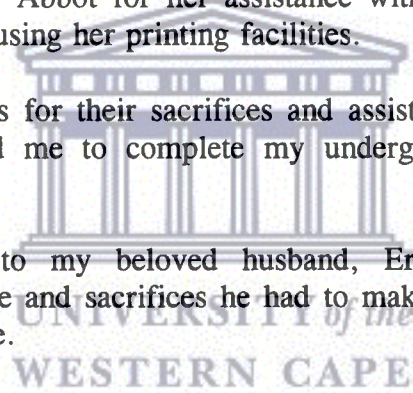 Abbot for her assistance with
using her printing facilities.
s for their sacrifices and assist
d me to complete my underg
to my beloved husband, Er
e and sacrifices he had to mak
e.
UNIVERSITY of the
WESTERN CAPE